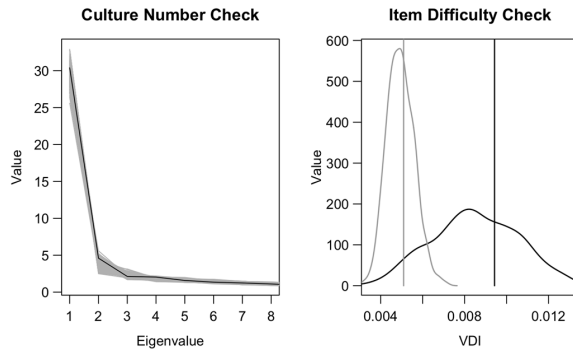 Culture Number Check
Value
30
25
20
15
10
5
0
1 2 3 4 5 6 7 8
Eigenvalue
Item Difficulty Check
Value
600
500
400
300
200
100
0
0.004 0.008 0.012
VDI